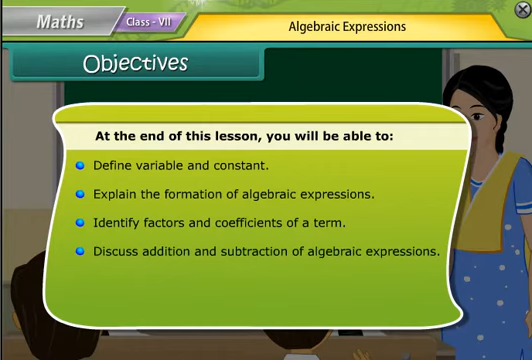 Maths
Class - VII
Algebraic Expressions
Objectives
At the end of this lesson, you will be able to:
Define variable and constant.
Explain the formation of algebraic expressions.
Identify factors and coefficients of a term.
Discuss addition and subtraction of algebraic expressions.